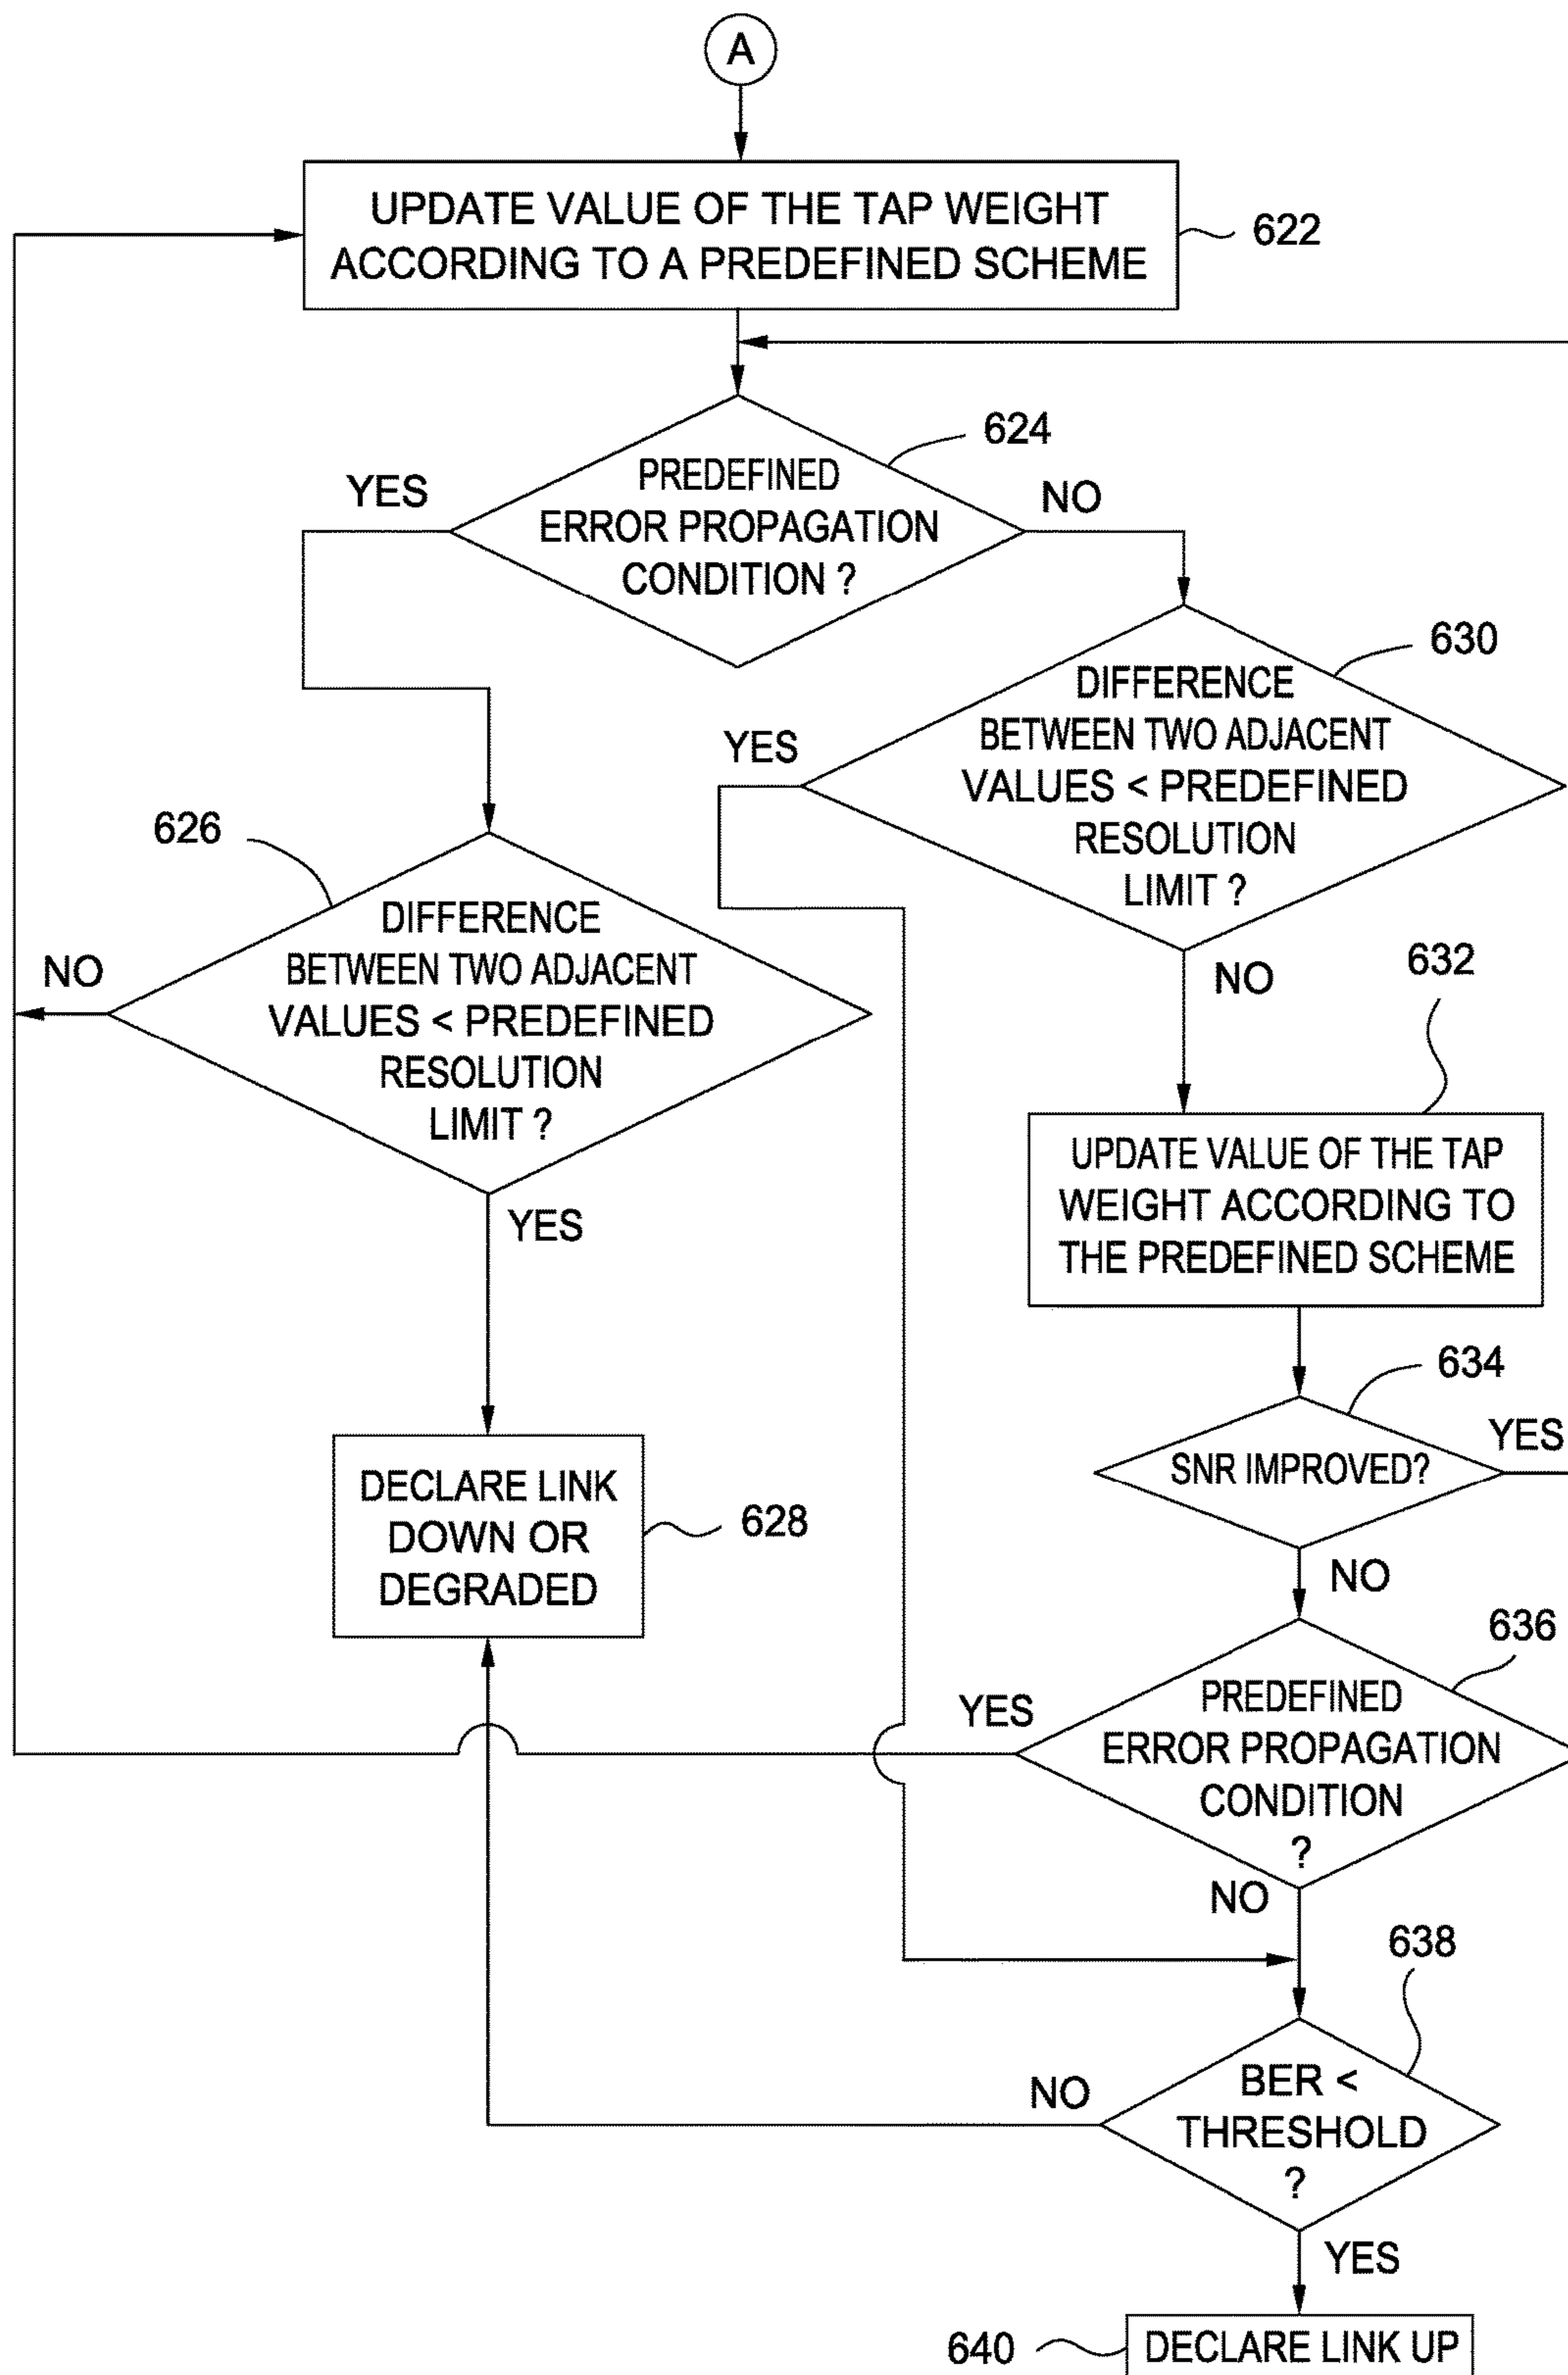 A
UPDATE VALUE OF THE TAP WEIGHT
ACCORDING TO A PREDEFINED SCHEME
622
624
YES
PREDEFINED
ERROR PROPAGATION
CONDITION ?
NO
630
DIFFERENCE
BETWEEN TWO ADJACENT
VALUES < PREDEFINED
RESOLUTION
LIMIT ?
YES
NO
626
DIFFERENCE
BETWEEN TWO ADJACENT
VALUES < PREDEFINED
RESOLUTION
LIMIT ?
NO
YES
632
UPDATE VALUE OF THE TAP
WEIGHT ACCORDING TO
THE PREDEFINED SCHEME
634
SNR IMPROVED?
YES
NO
DECLARE LINK
DOWN OR
DEGRADED
628
636
YES
PREDEFINED
ERROR PROPAGATION
CONDITION
?
NO
638
NO
BER <
THRESHOLD
?
YES
640
DECLARE LINK UP